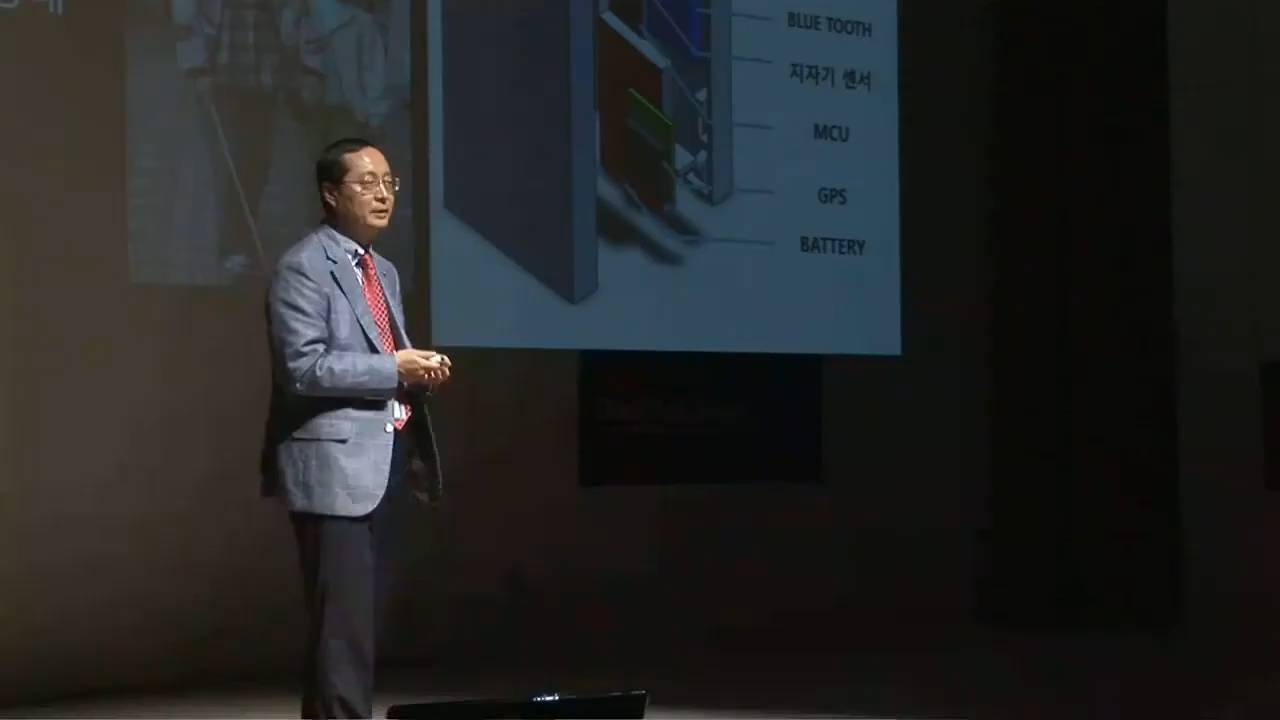 BLUE TOOTH
지자기 센서
MCU
GPS
BATTERY